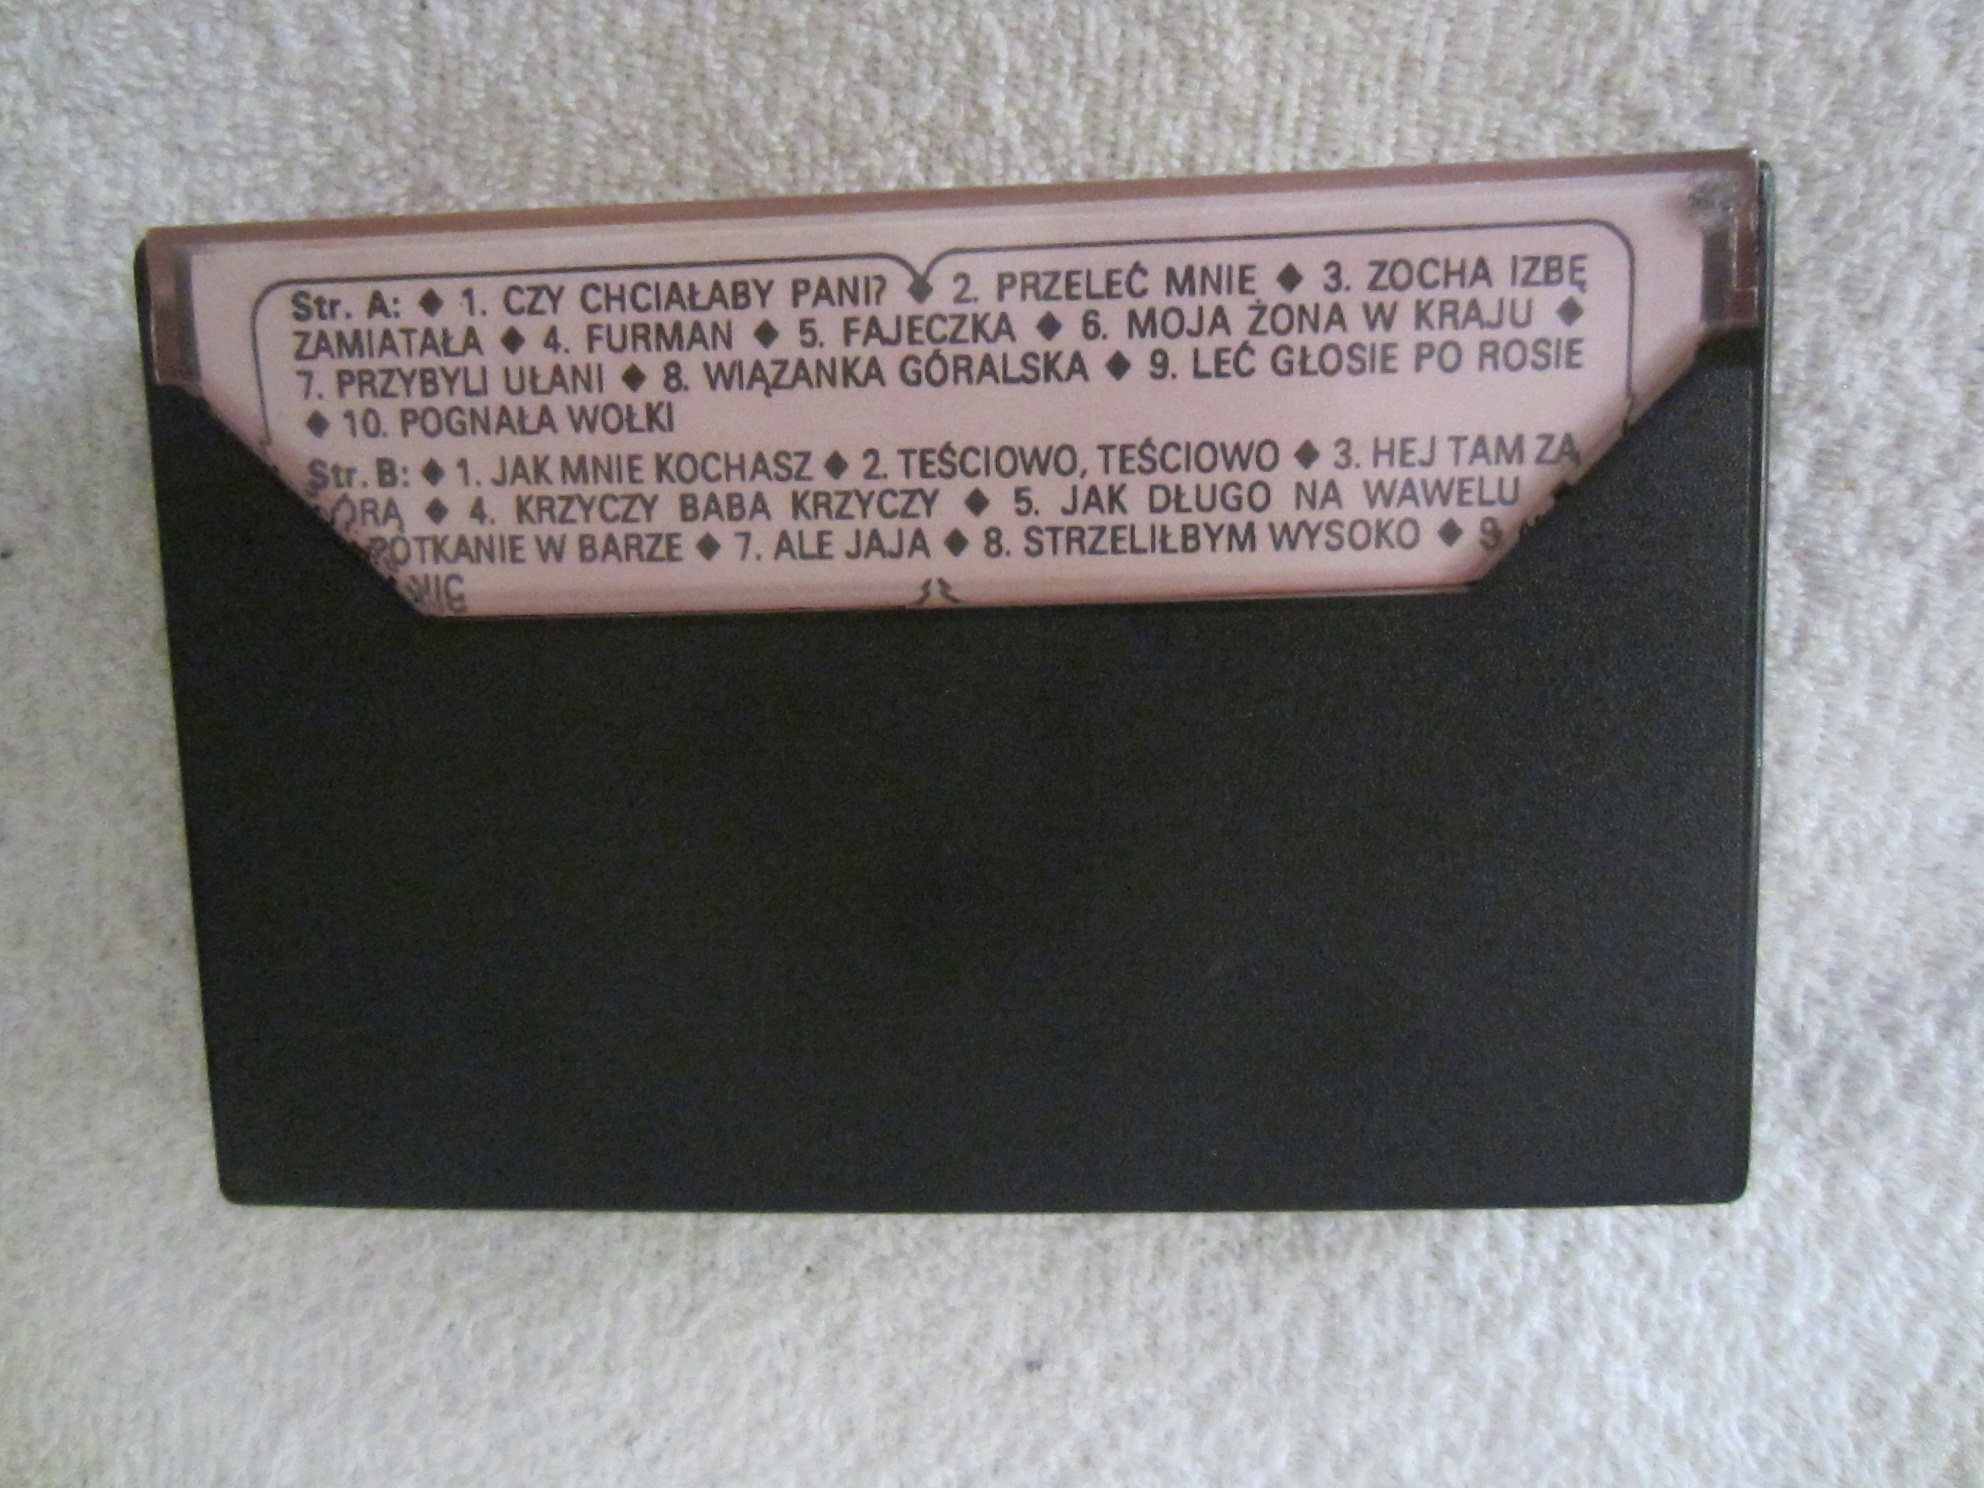 Str. A: ◆ 1. CZY CHCIAŁABY PANI? ◆ 2. PRZELEĆ MNIE ◆ 3. ZOCHA IZBĘ
ZAMIATAŁA ◆ 4. FURMAN ◆ 5. FAJECZKA ◆ 6. MOJA ŻONA W KRAJU ◆
7. PRZYBYLI UŁANI ◆ 8. WIĄZANKA GÓRALSKA ◆ 9. LEĆ GŁOSIE PO ROSIE
◆ 10. POGNAŁA WOŁKI
Str. B: ◆ 1. JAK MNIE KOCHASZ ◆ 2. TEŚCIOWO, TEŚCIOWO ◆ 3. HEJ TAM ZA
ÓRĄ ◆ 4. KRZYCZY BABA KRZYCZY ◆ 5. JAK DŁUGO NA WAWELU
POTKANIE W BARZE ◆ 7. ALE JAJA ◆ 8. STRZELIŁBYM WYSOKO ◆ 9.